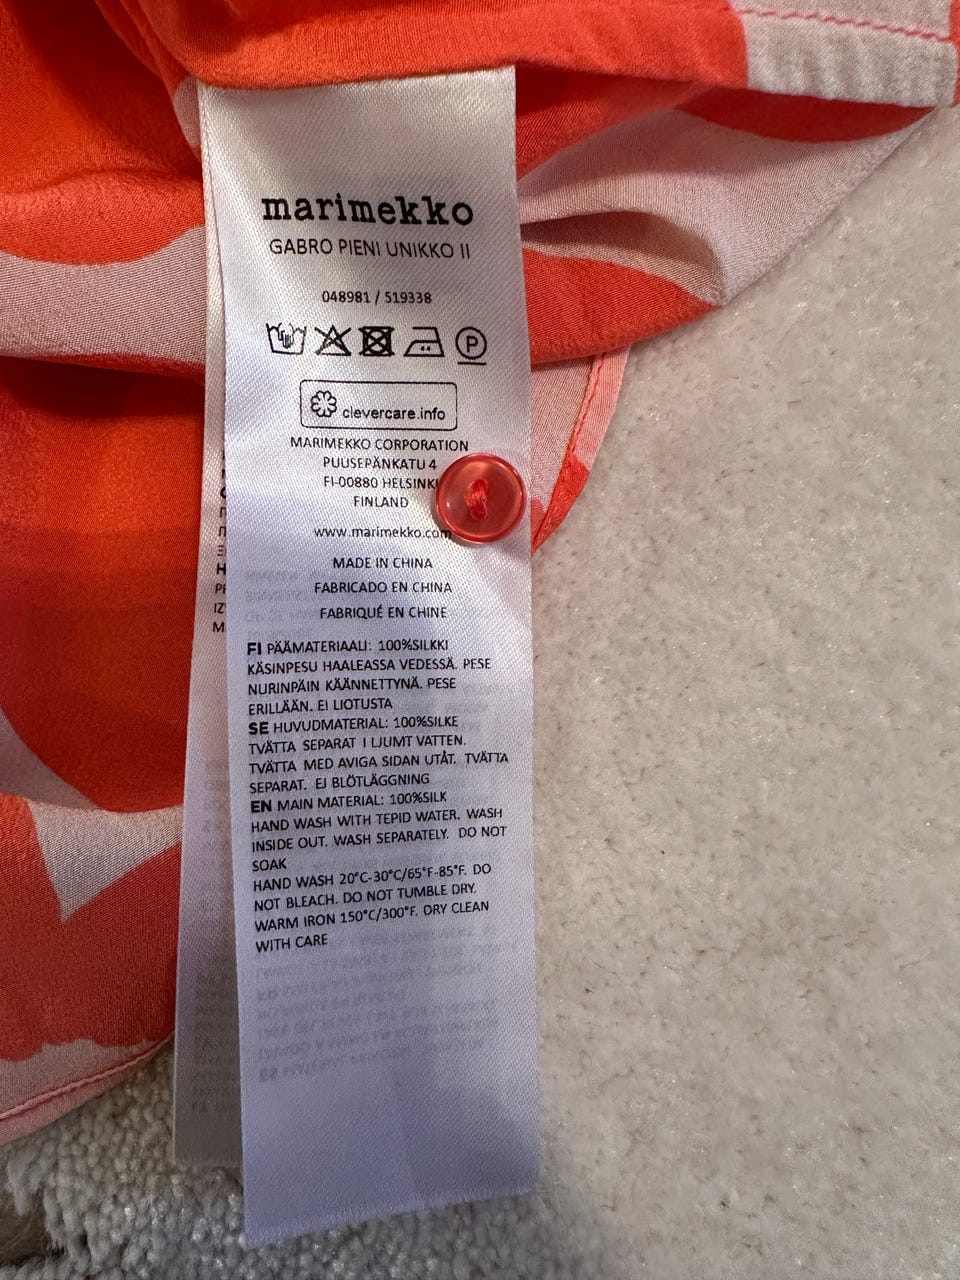 marimekko
GABRO PIENI UNIKKO II
048981 / 519338
P
clevercare.info
MARIMEKKO CORPORATION
PUUSEPÄNKATU 4
FI-00880 HELSINKI
FINLAND
www.marimekko.com
MADE IN CHINA
FABRICADO EN CHINA
FABRIQUÉ EN CHINE
FI PÄÄMATERIAALI: 100%SILKKI
KÄSINPESU HAALEASSA VEDESSÄ. PESE
NURINPÄIN KÄÄNNETTYNÄ. PESE
ERILLÄÄN. EI LIOTUSTA
SE HUVUDMATERIAL: 100%SILKE
TVÄTTA SEPARAT I LJUMT VATTEN.
TVÄTTA MED AVIGA SIDAN UTÅT. TVÄTTA
SEPARAT. EJ BLÖTLÄGGNING
EN MAIN MATERIAL: 100%SILK
HAND WASH WITH TEPID WATER. WASH
INSIDE OUT. WASH SEPARATELY. DO NOT
SOAK
HAND WASH 20°C-30°C/65°F-85°F. DO
NOT BLEACH. DO NOT TUMBLE DRY.
WARM IRON 150°C/300°F. DRY CLEAN
WITH CARE